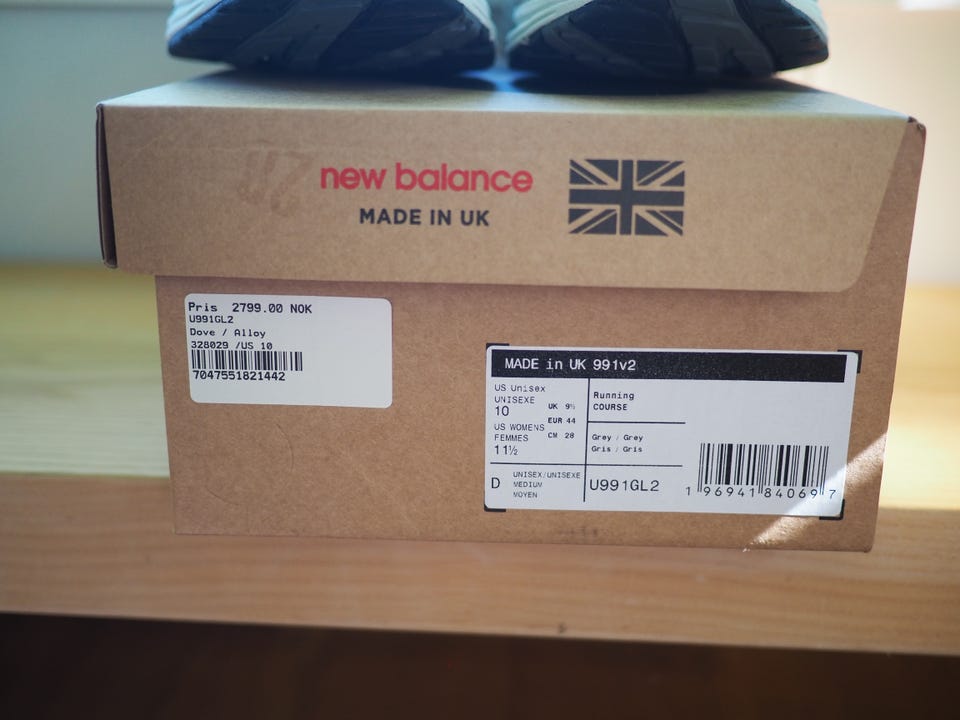 new balance
MADE IN UK
Pris 2799.00 NOK
U991GL2
Dove / Alloy
328029 /US 10
7047551821442
MADE in UK 991v2
US Unisex
UNISEXE
10
US WOMENS
FEMMES
11½
UK 9½
EUR 44
CM 28
Running
COURSE
Grey / Grey
Gris / Gris
D
UNISEX/UNISEXE
MEDIUM
MOYEN
U991GL2
1 96941 84069 7